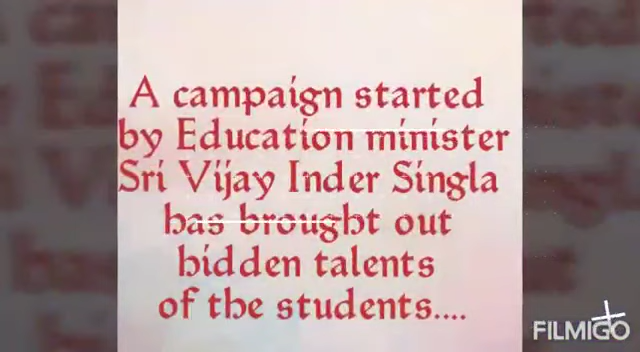 A campaign started
by Education minister
Sri Vijay Inder Singla
has brought out
hidden talents
of the students....
FILMIGO